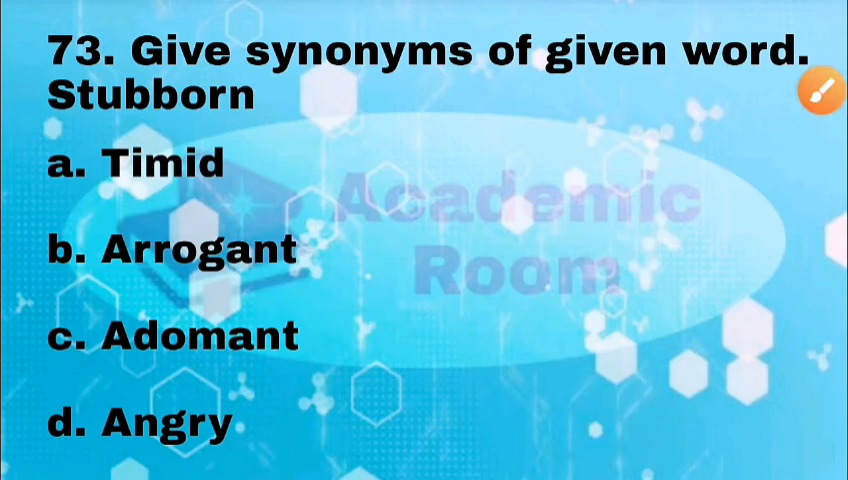 73. Give synonyms of given word.
Stubborn
a. Timid
b. Arrogant
c. Adomant
d. Angry
Academic
Room